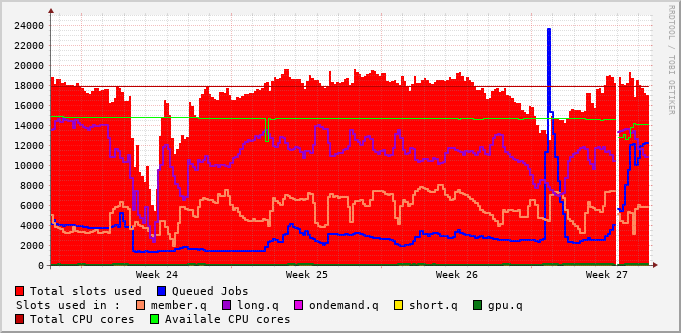 RRDTOOL / TOBI OETIKER
24000
22000
20000
18000
16000
14000
12000
10000
8000
6000
4000
2000
0
Week 24 Week 25 Week 26 Week 27
Total slots used Queued Jobs
Slots used in : member.q long.q ondemand.q short.q gpu.q
Total CPU cores Availale CPU cores